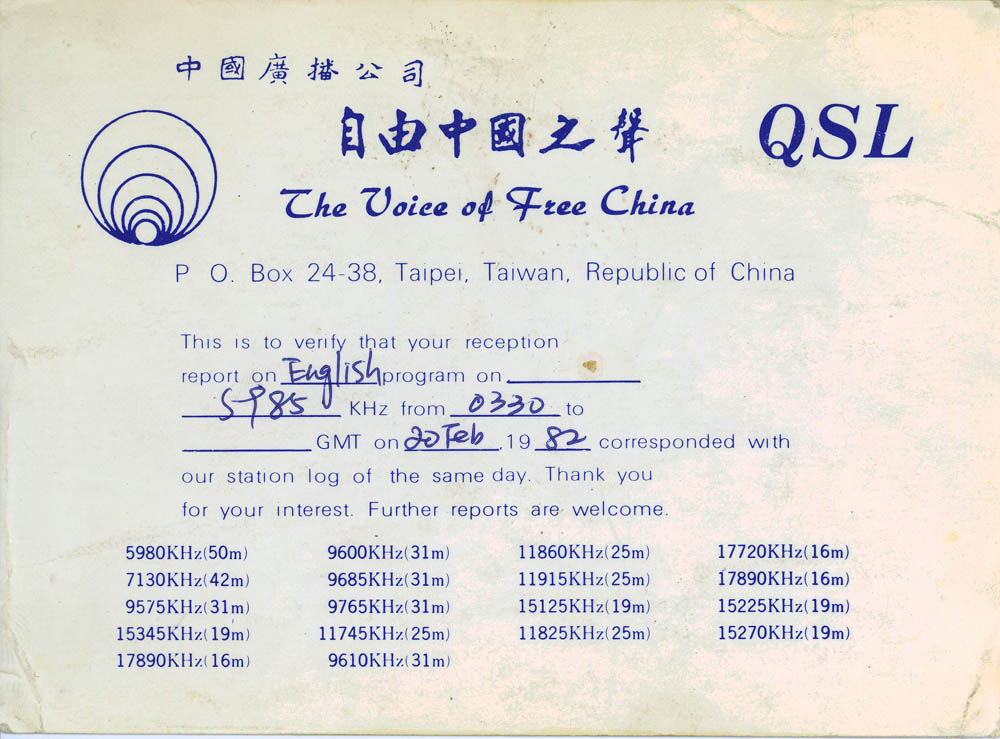 中國廣播公司
自由中國之聲 QSL
The Voice of Free China
P O. Box 24-38, Taipei, Taiwan, Republic of China
This is to verify that your reception
report on English program on
5985 KHz from 0330 to
GMT on 20 Feb, 19 82 corresponded with
our station log of the same day. Thank you
for your interest. Further reports are welcome.
5980KHz(50m) 9600KHz(31m) 11860KHz(25m) 17720KHz(16m)
7130KHz(42m) 9685KHz(31m) 11915KHz(25m) 17890KHz(16m)
9575KHz(31m) 9765KHz(31m) 15125KHz(19m) 15225KHz(19m)
15345KHz(19m) 11745KHz(25m) 11825KHz(25m) 15270KHz(19m)
17890KHz(16m) 9610KHz(31m)